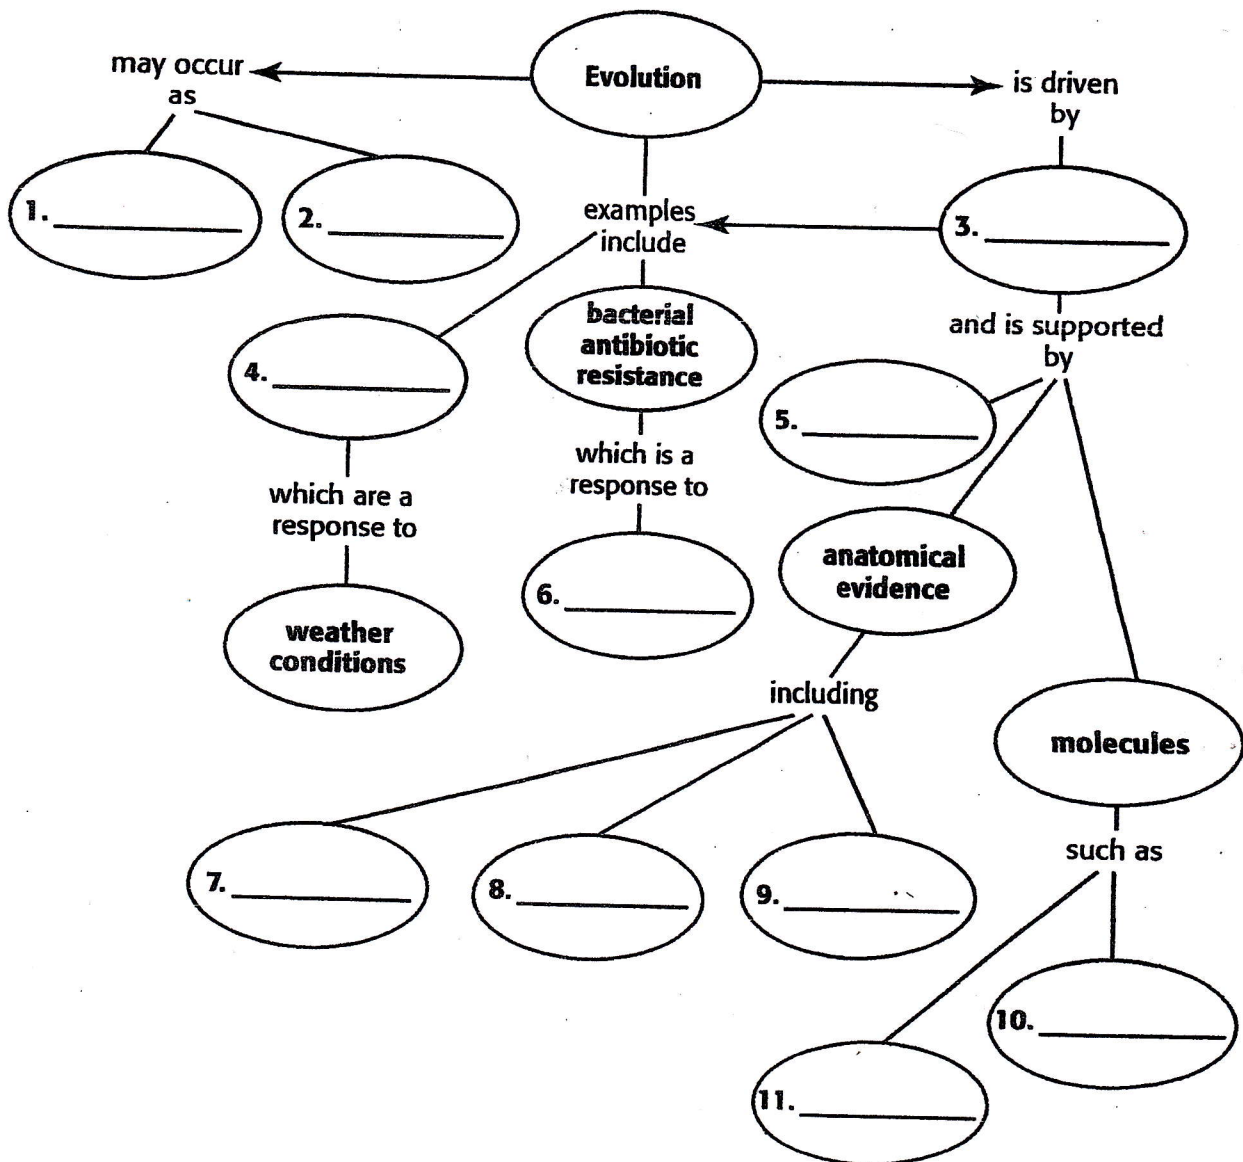 Evolution
may occur
as
is driven
by
1.
2.
examples
include
3.
bacterial
antibiotic
resistance
and is supported
by
4.
5.
which is a
response to
which are a
response to
anatomical
evidence
6.
weather
conditions
including
molecules
7.
8.
9.
such as
10.
11.